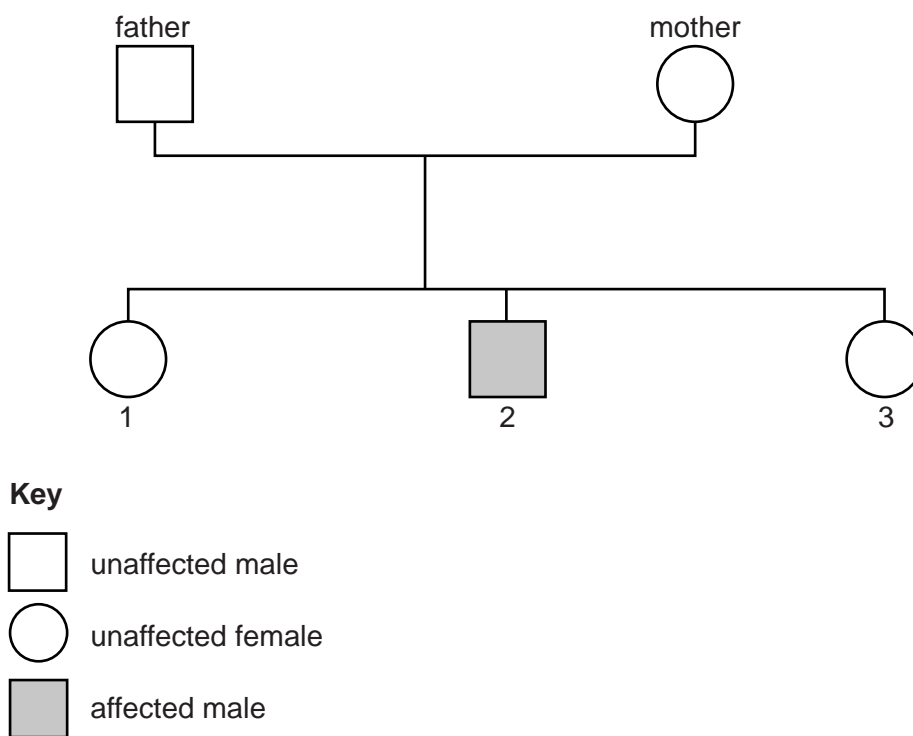 father mother
1 2 3
Key
unaffected male
unaffected female
affected male